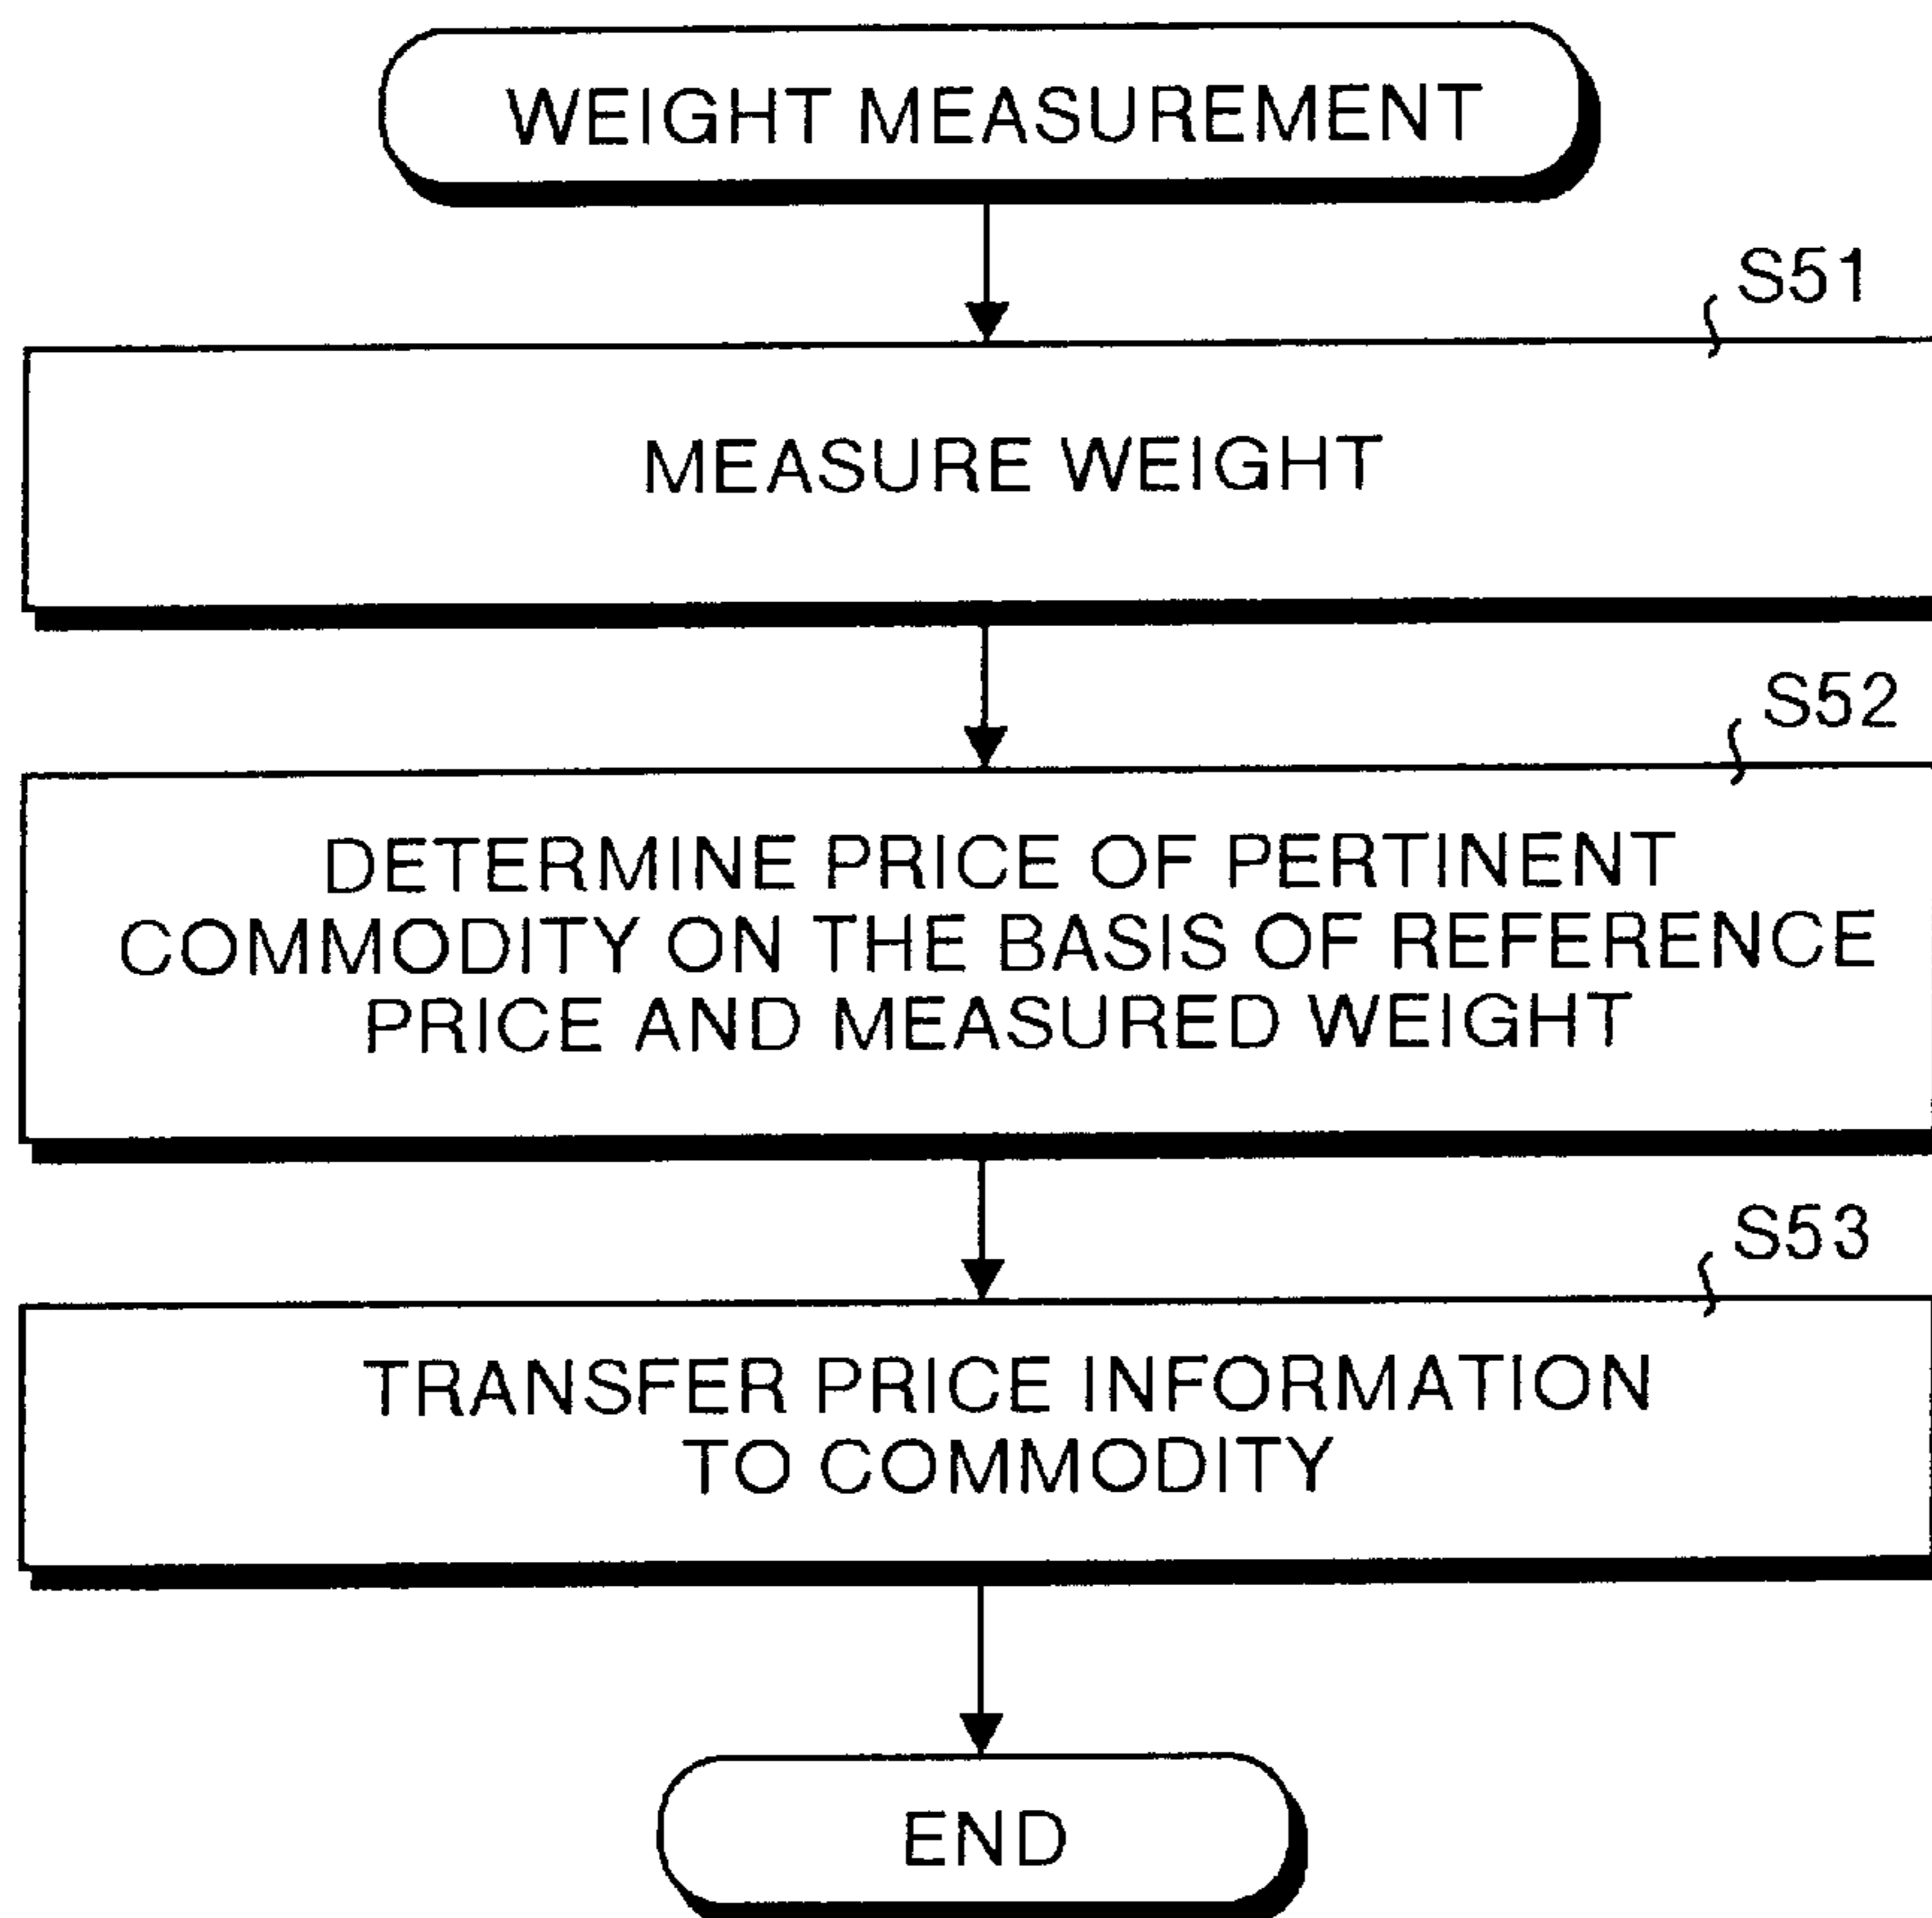 WEIGHT MEASUREMENT
S51
MEASURE WEIGHT
S52
DETERMINE PRICE OF PERTINENT
COMMODITY ON THE BASIS OF REFERENCE
PRICE AND MEASURED WEIGHT
S53
TRANSFER PRICE INFORMATION
TO COMMODITY
END